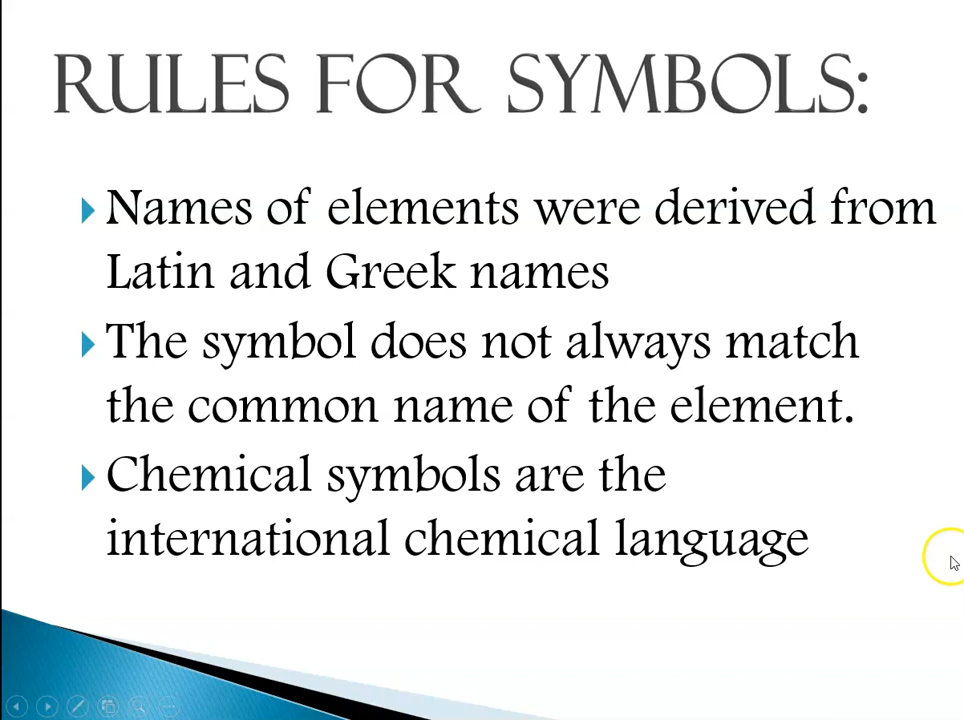 RULES FOR SYMBOLS:
Names of elements were derived from
Latin and Greek names
The symbol does not always match
the common name of the element.
Chemical symbols are the
international chemical language